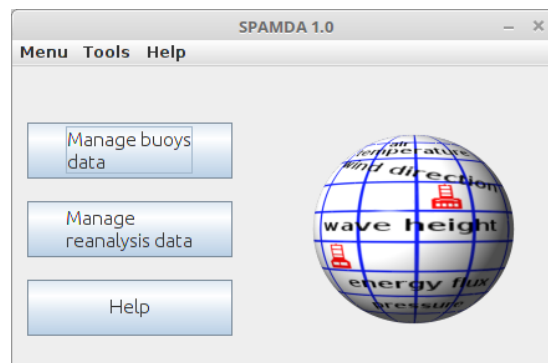 SPAMDA 1.0
Menu Tools Help
Manage buoys
data
Manage
reanalysis data
Help
air
temperature
wind direction
wave height
energy flux
pressure